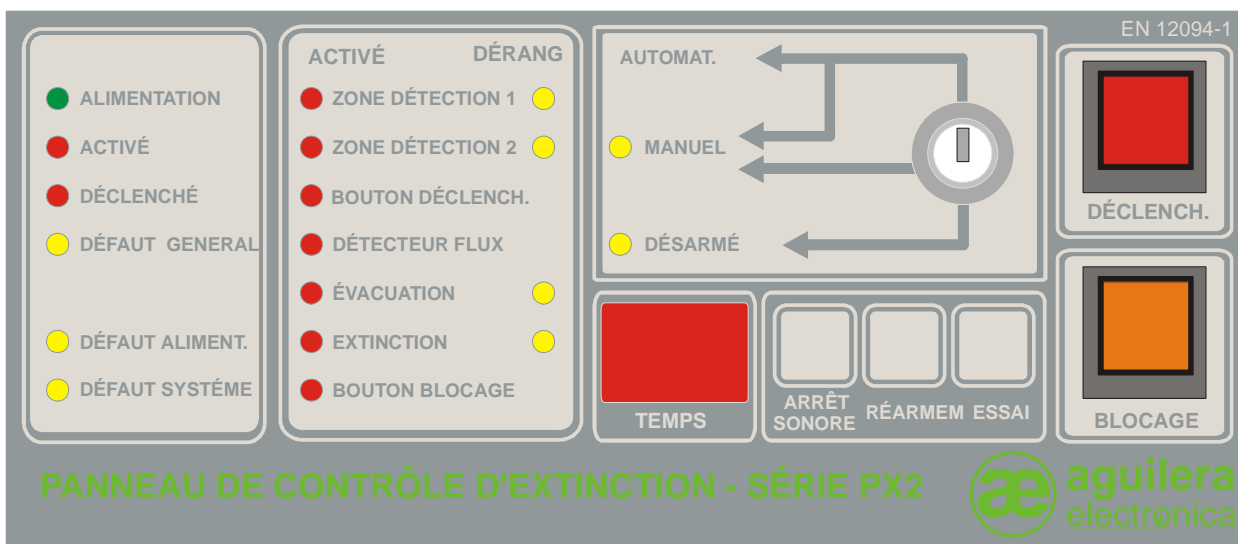 EN 12094-1
ALIMENTATION
ACTIVÉ
DÉCLENCHÉ
DÉFAUT GENERAL
DÉFAUT ALIMENT.
DÉFAUT SYSTÉME
ACTIVÉ DÉRANG
ZONE DÉTECTION 1
ZONE DÉTECTION 2
BOUTON DÉCLENCH.
DÉTECTEUR FLUX
ÉVACUATION
EXTINCTION
BOUTON BLOCAGE
AUTOMAT.
MANUEL
DÉSARMÉ
TEMPS
ARRÊT
SONORE
RÉARMEM
ESSAI
DÉCLENCH.
BLOCAGE
PANNEAU DE CONTRÔLE D'EXTINCTION - SÉRIE PX2
ae
aguilera
electrónica